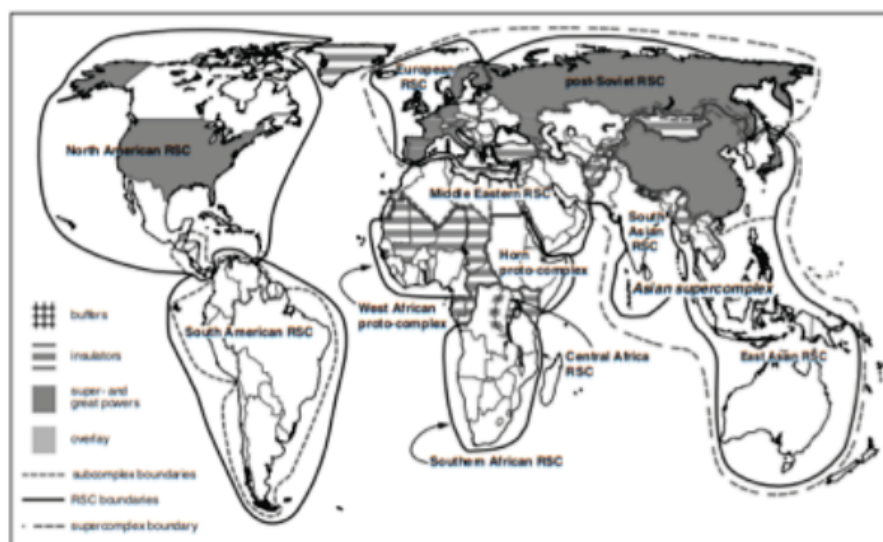 European
RSC
post-Soviet RSC
North American RSC
Middle Eastern RSC
South
Asian
RSC
Horn
proto-complex
Asian supercomplex
West African
proto-complex
South American RSC
Central Africa
RSC
East Asian RSC
Southern African RSC
buffers
insulators
super- and
great powers
overlay
subcomplex boundaries
RSC boundaries
supercomplex boundary